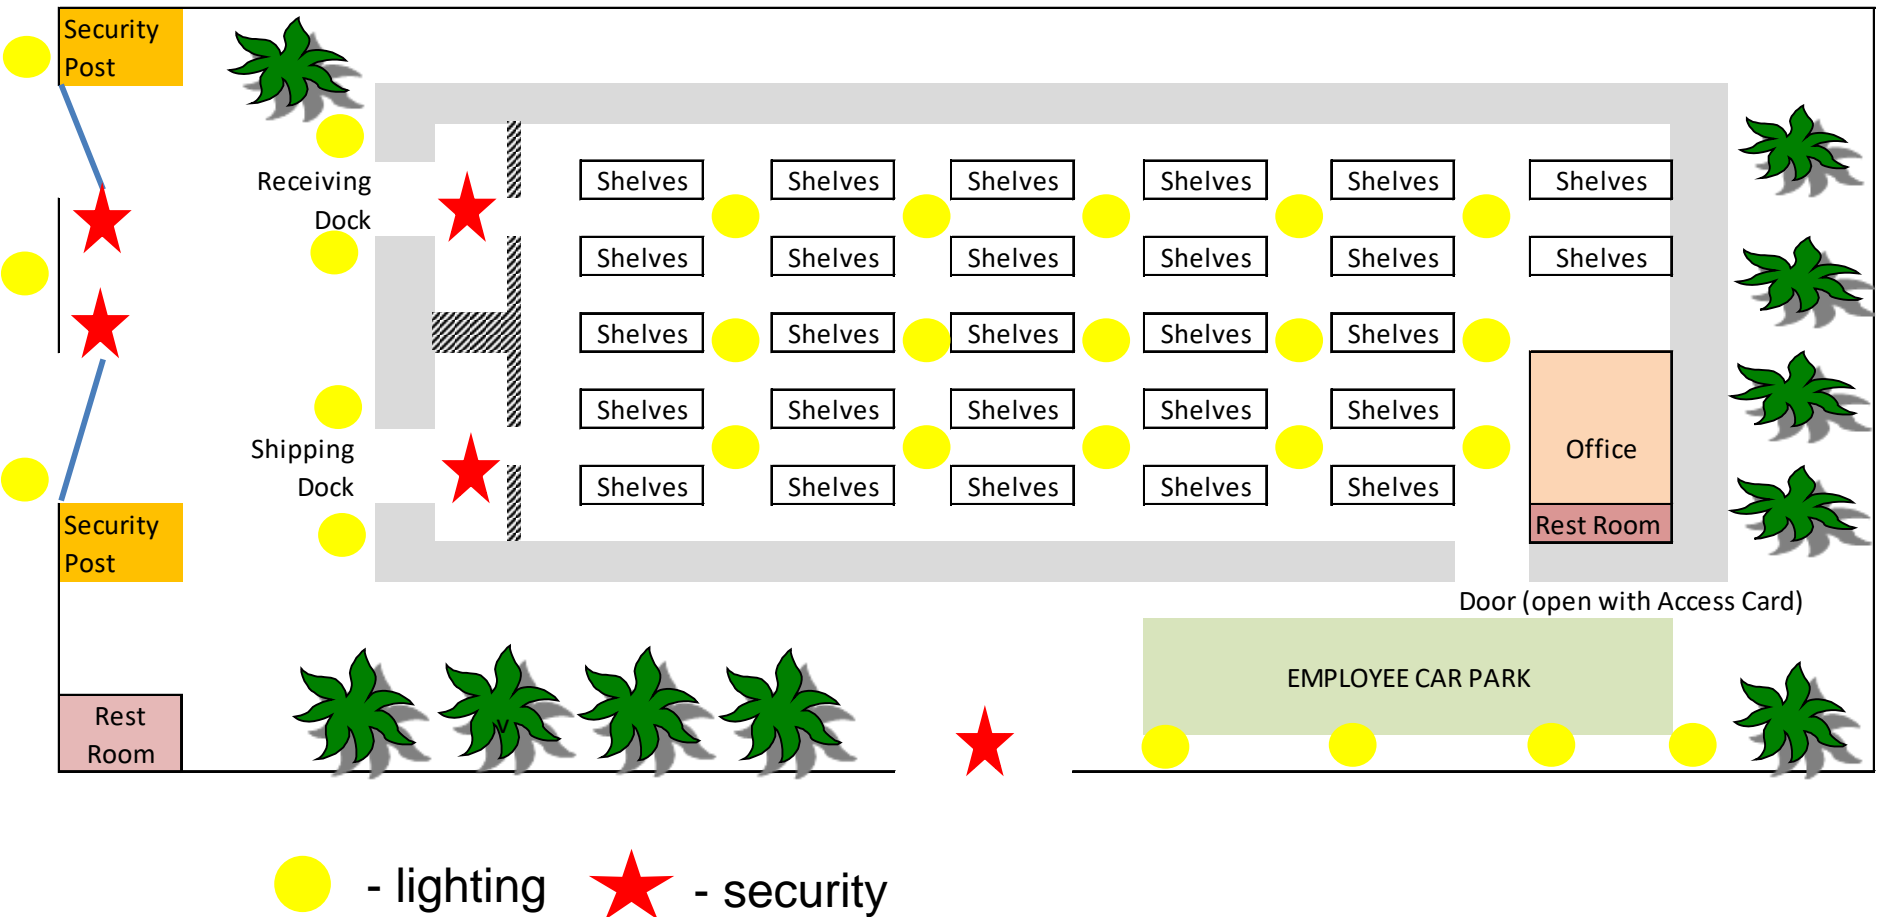 Security
Post
Receiving
Dock
Shelves Shelves Shelves Shelves Shelves Shelves
Shelves Shelves Shelves Shelves Shelves Shelves
Shelves Shelves Shelves Shelves Shelves
Shelves Shelves Shelves Shelves Shelves
Shelves Shelves Shelves Shelves Shelves
Shipping
Dock
Office
Rest Room
Security
Post
Door (open with Access Card)
EMPLOYEE CAR PARK
Rest
Room
v
- lighting
- security